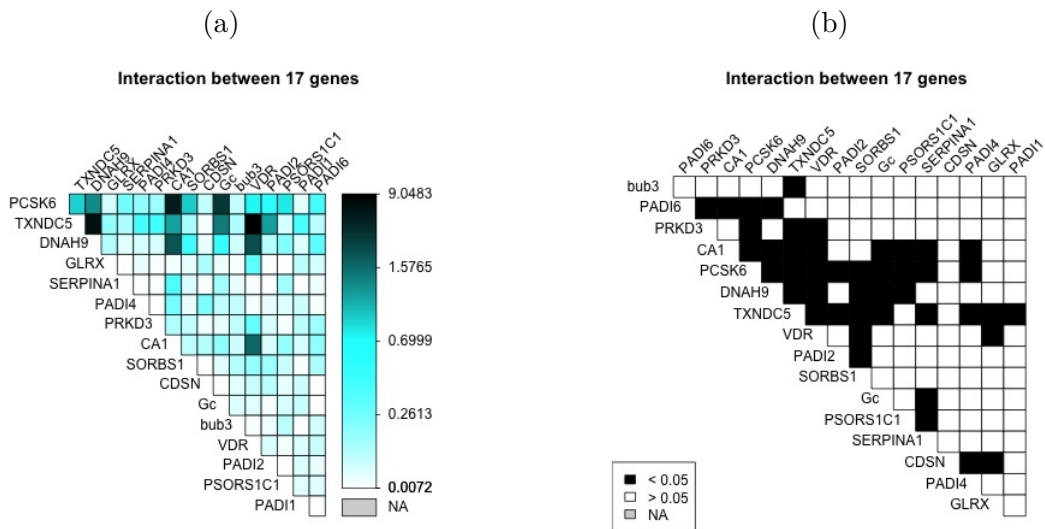 (a)
Interaction between 17 genes
TXNDC5
DNAH9
GLRX
SERPINA1
PADI4
PRKD3
CA1
SORBS1
CDSN
Gc
bub3
VDR
PADI2
PSORS1C1
PADI1
PADI6
PCSK6
TXNDC5
DNAH9
GLRX
SERPINA1
PADI4
PRKD3
CA1
SORBS1
CDSN
Gc
bub3
VDR
PADI2
PSORS1C1
PADI1
9.0483
1.5765
0.6999
0.2613
0.0072
NA
(b)
Interaction between 17 genes
PADI6
PRKD3
CA1
PCSK6
DNAH9
TXNDC5
VDR
PADI2
SORBS1
Gc
PSORS1C1
SERPINA1
CDSN
PADI4
GLRX
PADI1
bub3
PADI6
PRKD3
CA1
PCSK6
DNAH9
TXNDC5
VDR
PADI2
SORBS1
Gc
PSORS1C1
SERPINA1
CDSN
PADI4
GLRX
< 0.05
> 0.05
NA